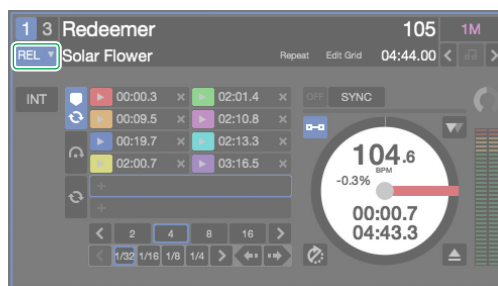 1 3 Redeemer 105 1M
REL Solar Flower Repeat Edit Grid 04:44.00
INT 00:00.3 02:01.4 OFF SYNC
00:09.5 02:10.8
00:19.7 02:13.3
02:00.7 03:16.5
104.6
BPM
-0.3%
00:00.7
04:43.3
2 4 8 16
1/32 1/16 1/8 1/4